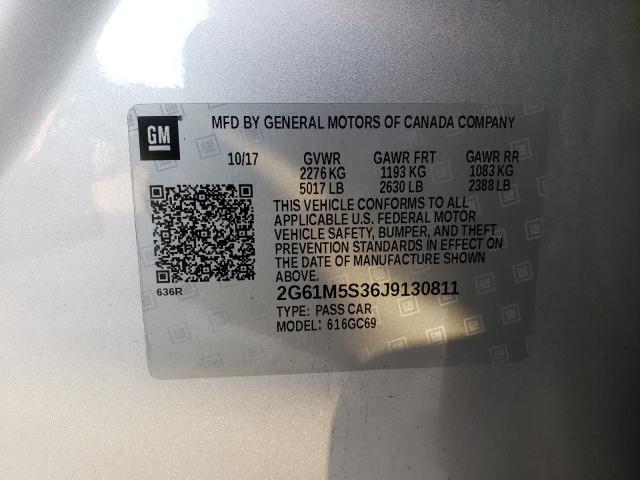 GM
MFD BY GENERAL MOTORS OF CANADA COMPANY
10/17 GVWR GAWR FRT GAWR RR
2276 KG 1193 KG 1083 KG
5017 LB 2630 LB 2388 LB
THIS VEHICLE CONFORMS TO ALL
APPLICABLE U.S. FEDERAL MOTOR
VEHICLE SAFETY, BUMPER, AND THEFT
PREVENTION STANDARDS IN EFFECT ON
THE DATE OF MANUFACTURE SHOWN
ABOVE.
636R
2G61M5S36J9130811
TYPE: PASS CAR
MODEL: 616GC69